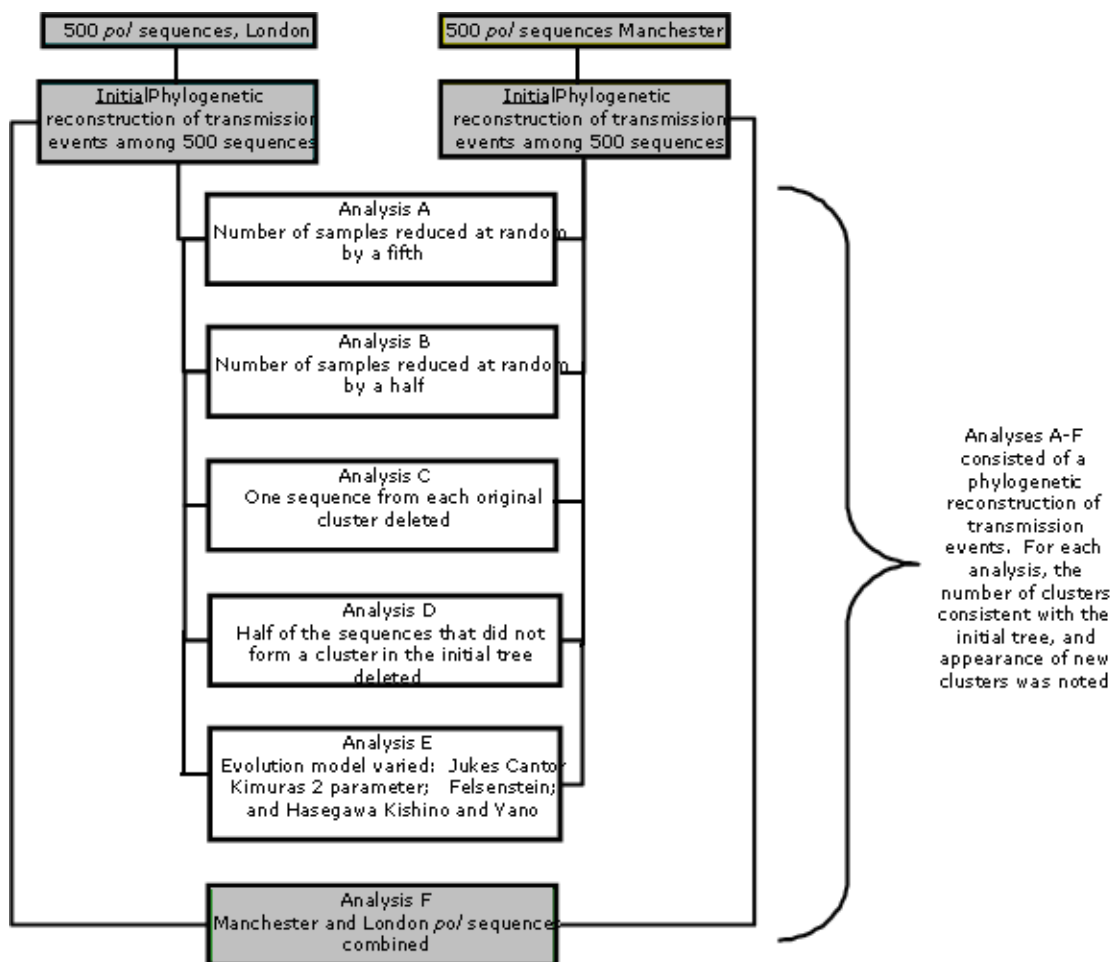 500 pol sequences, London
500 pol sequences Manchester
InitialPhylogenetic
reconstruction of transmission
events among 500 sequences
InitialPhylogenetic
reconstruction of transmission
events among 500 sequences
Analysis A
Number of samples reduced at random
by a fifth
Analysis B
Number of samples reduced at random
by a half
Analysis C
One sequence from each original
cluster deleted
Analysis D
Half of the sequences that did not
form a cluster in the initial tree
deleted
Analysis E
Evolution model varied: Jukes Cantor
Kimuras 2 parameter; Felsenstein;
and Hasegawa Kishino and Yano
Analysis F
Manchester and London pol sequences
combined
Analyses A-F
consisted of a
phylogenetic
reconstruction of
transmission
events. For each
analysis, the
number of clusters
consistent with the
initial tree, and
appearance of new
clusters was noted